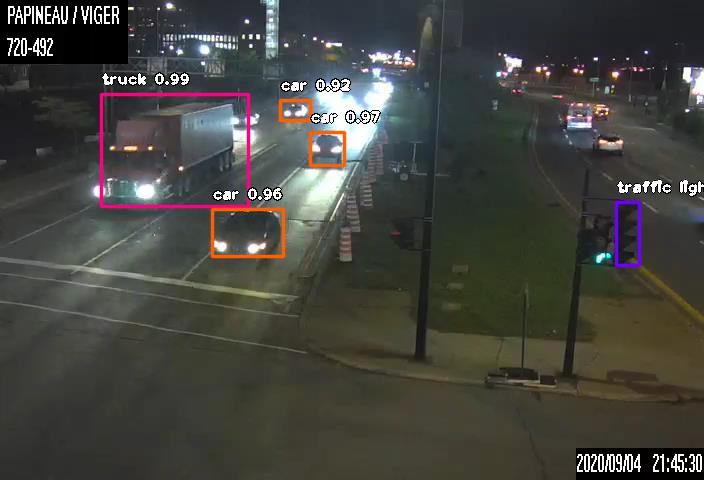 PAPINEAU / VIGER
720-492
truck 0.99
car 0.92
car 0.97
car 0.96
traffic ligh
2020/09/04 21:45:30